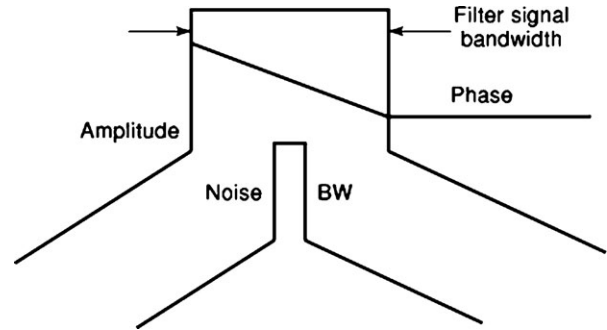 Filter signal
bandwidth
Phase
Amplitude
Noise
BW